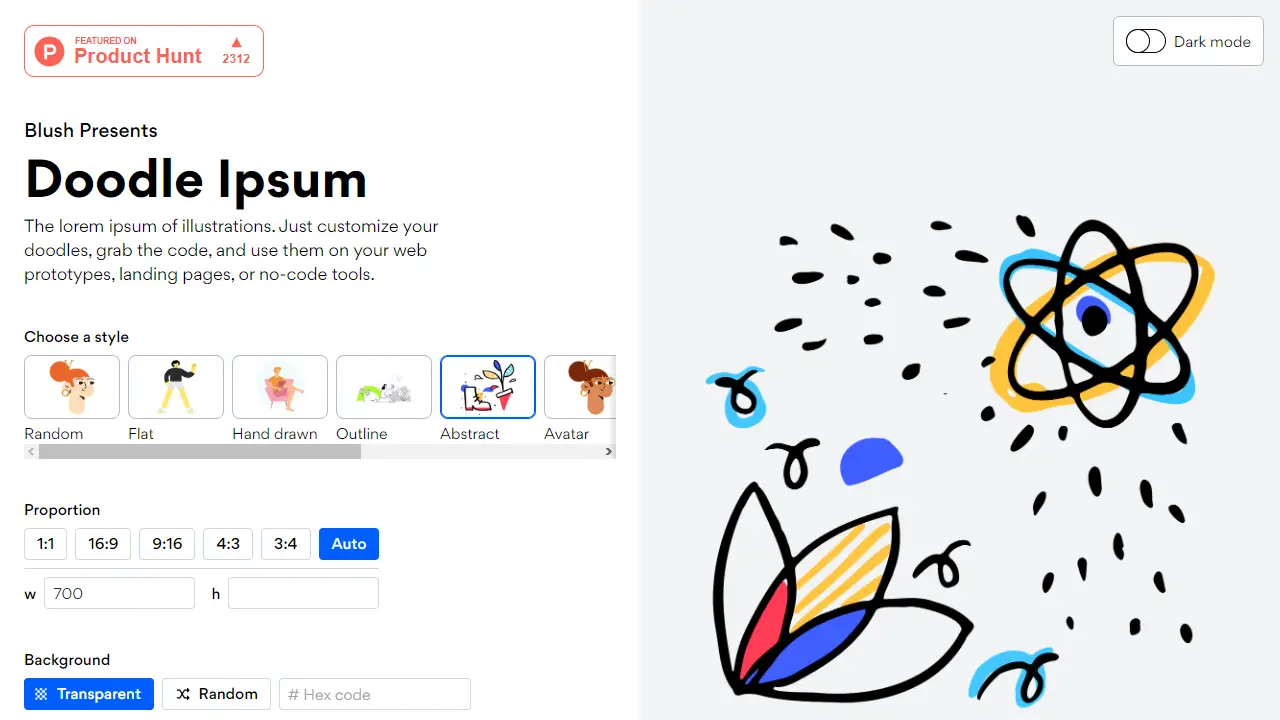 FEATURED ON
Product Hunt
2312
Dark mode
Blush Presents
Doodle Ipsum
The lorem ipsum of illustrations. Just customize your
doodles, grab the code, and use them on your web
prototypes, landing pages, or no-code tools.
Choose a style
Random Flat Hand drawn Outline Abstract Avatar
Proportion
1:1 16:9 9:16 4:3 3:4 Auto
w 700 h
Background
Transparent Random # Hex code